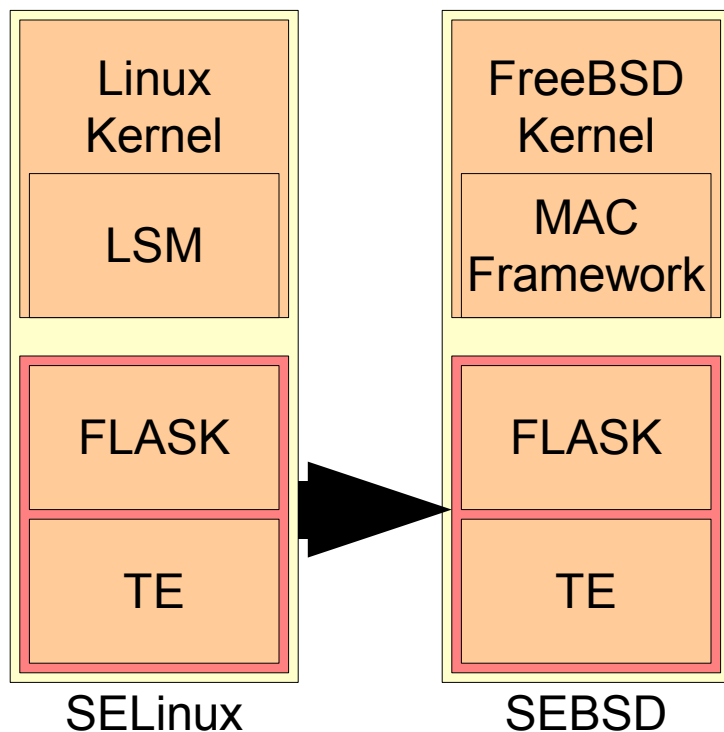 Linux
Kernel
LSM
FLASK
TE
SELinux
FreeBSD
Kernel
MAC
Framework
FLASK
TE
SEBSD